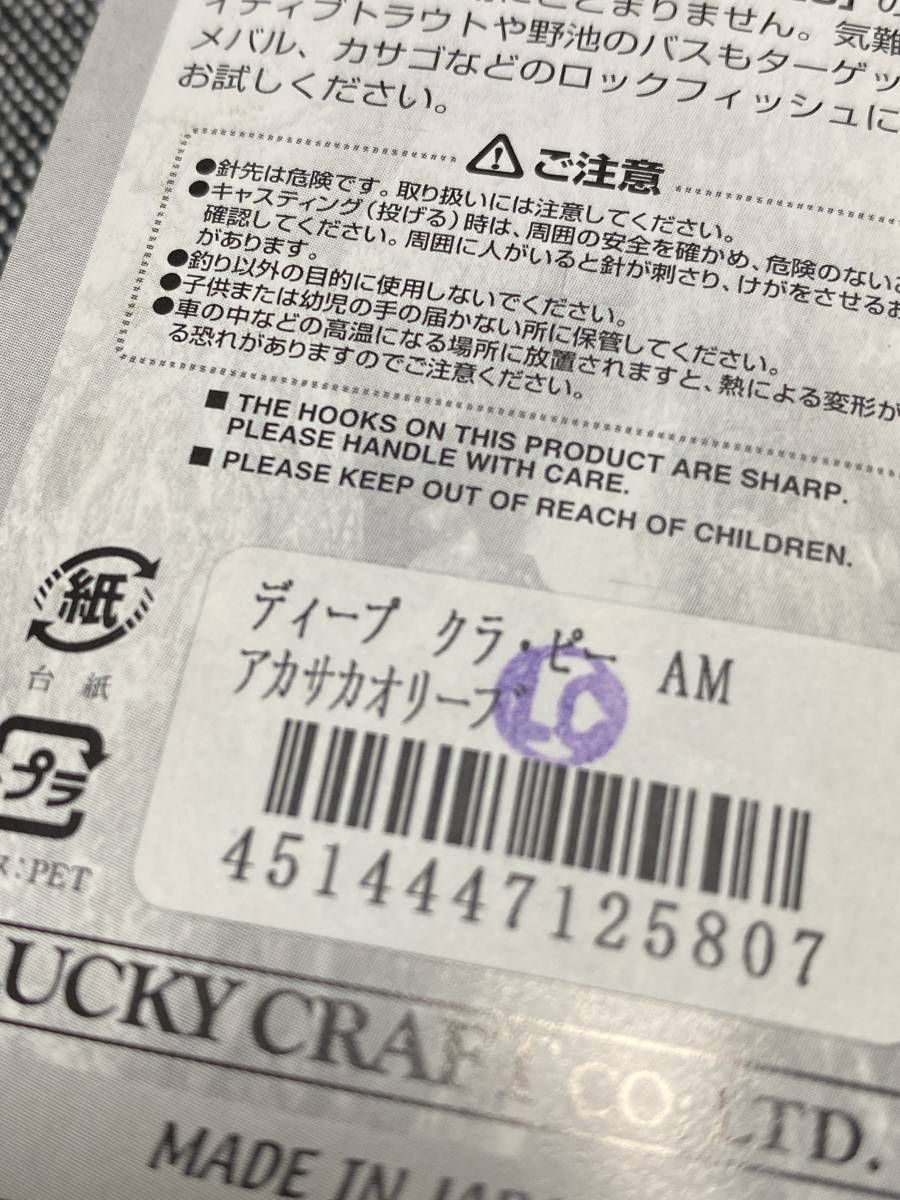 イティブトラウトや野池のバスもターゲッ
メバル、カサゴなどのロックフィッシュに
お試しください。
ご注意
●針先は危険です。取り扱いには注意してください。
●キャスティング（投げる）時は、周囲の安全を確かめ、危険のないさ
確認してください。周囲に人がいると針が刺さり、けがをさせるお
があります。
●釣り以外の目的に使用しないでください。
●子供または幼児の手の届かない所に保管してください。
●車の中などの高温になる場所に放置されますと、熱による変形が
る恐れがありますのでご注意ください。
■ THE HOOKS ON THIS PRODUCT ARE SHARP.
PLEASE HANDLE WITH CARE.
■ PLEASE KEEP OUT OF REACH OF CHILDREN.
紙
台紙
プラ
:PET
ディープ クラ・ピー AM
アカサカオリーブ
LC
4514447125807
UCKY CRAFT CO LTD.
MADE IN JAPA